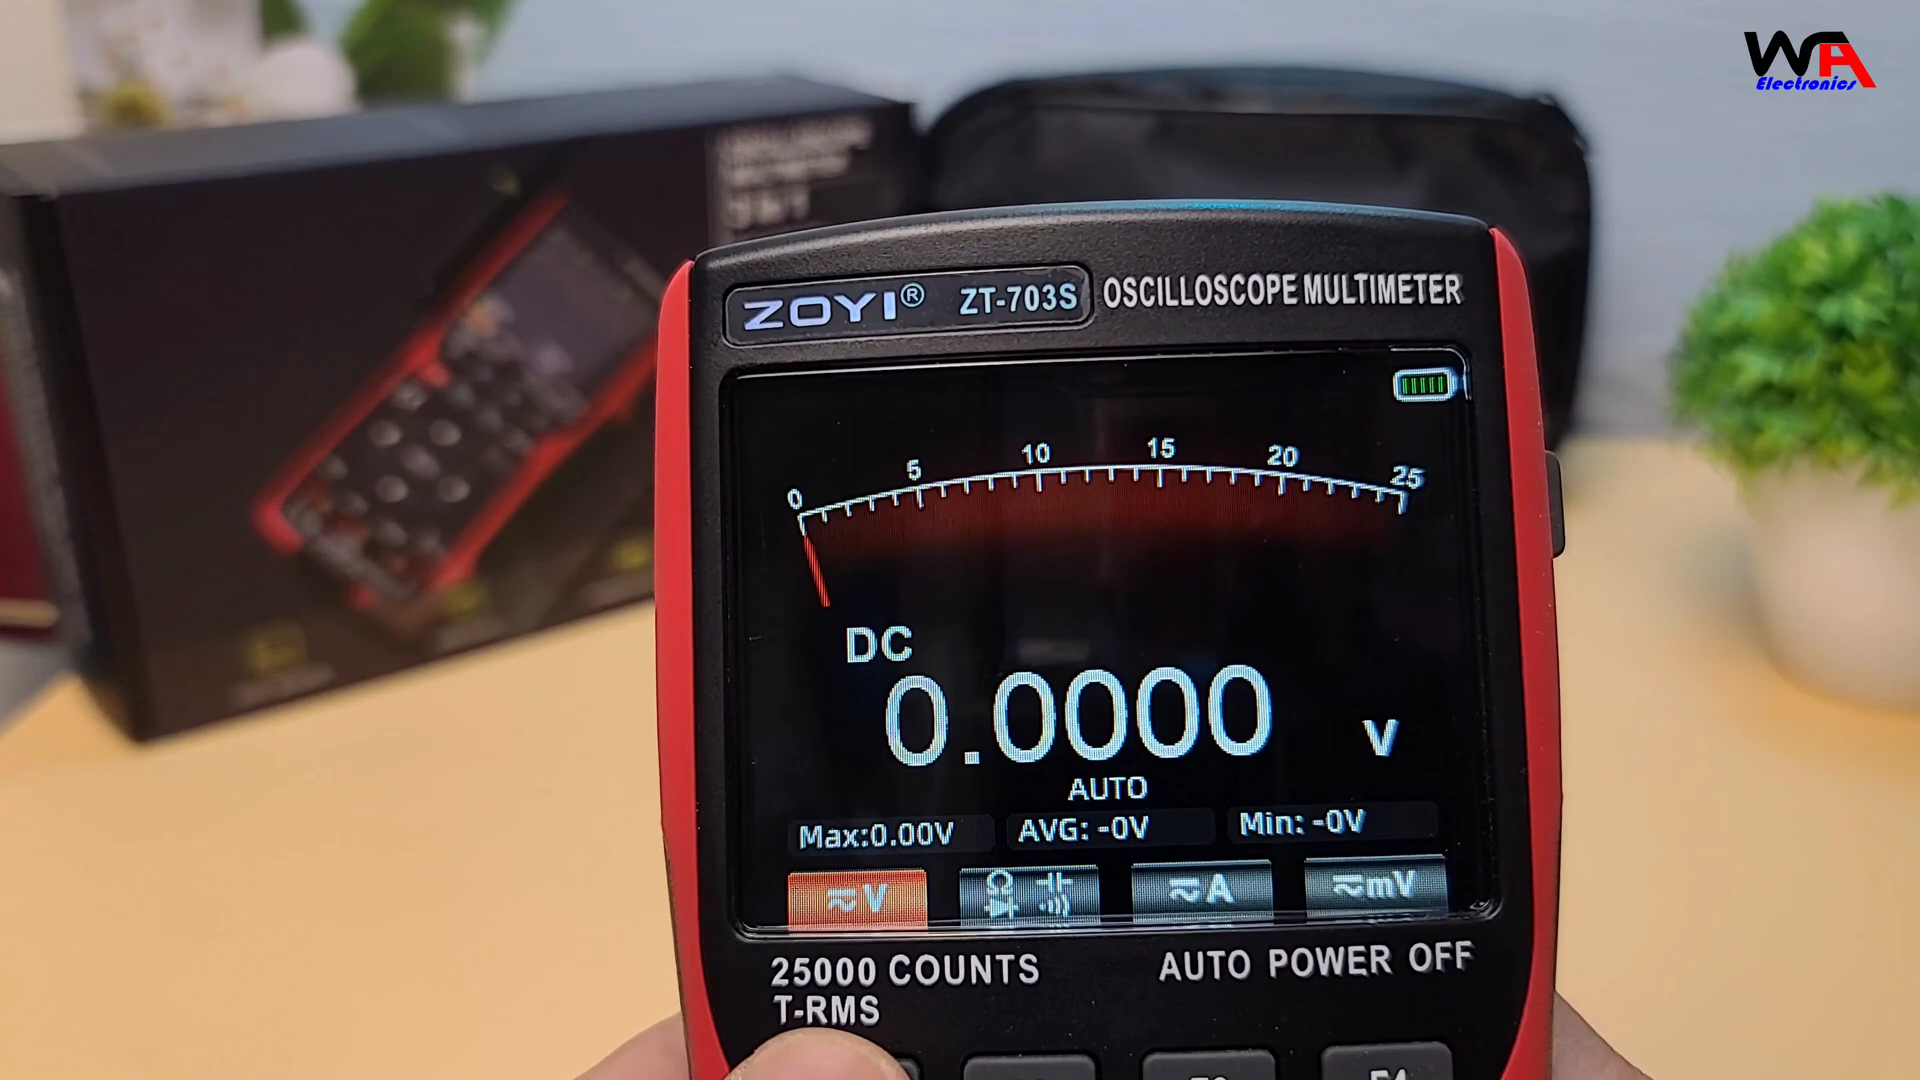 WA
Electronics
ZOYI® ZT-703S OSCILLOSCOPE MULTIMETER
0 5 10 15 20 25
DC
0.0000 V
AUTO
Max:0.00V AVG: -0V Min: -0V
V Ω A mV
25000 COUNTS AUTO POWER OFF
T-RMS